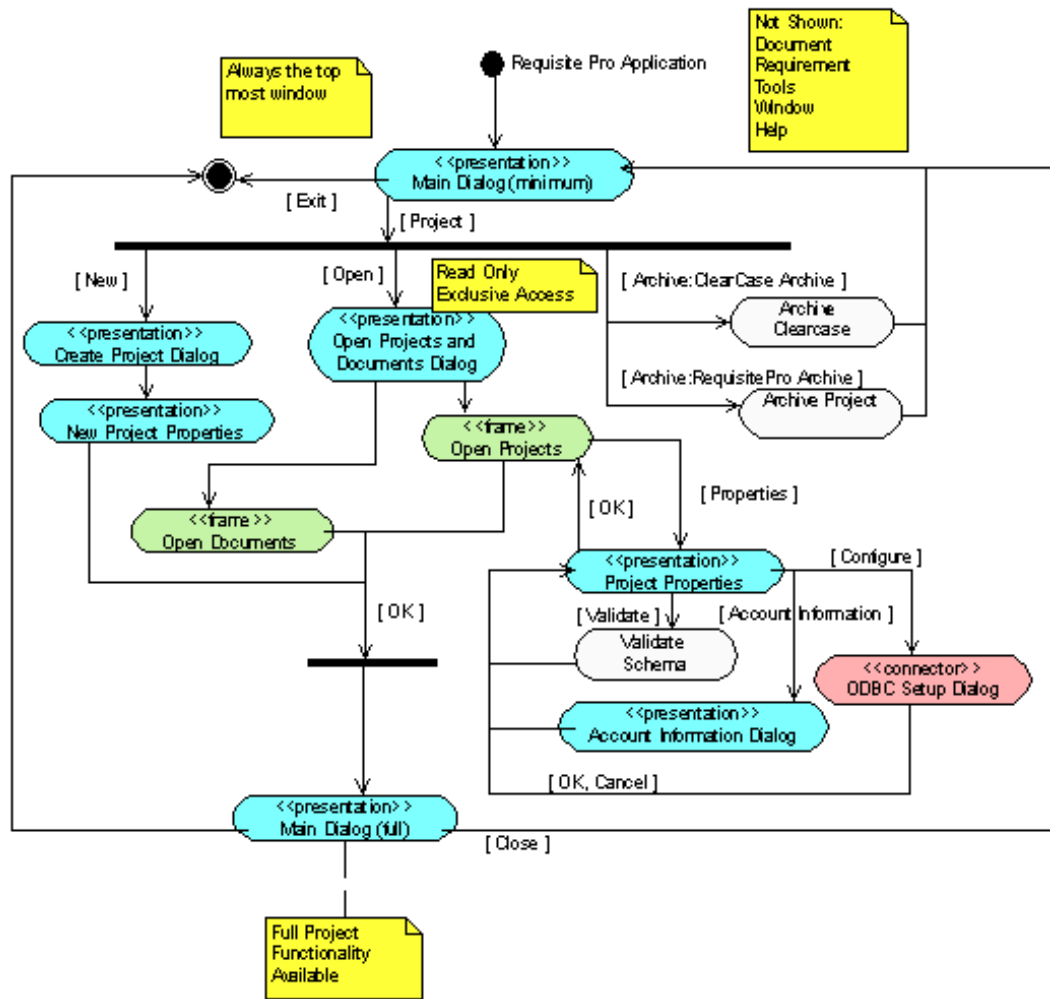 Always the top
most window
Requisite Pro Application
Not Shown:
Document
Requirement
Tools
Window
Help
<<presentation>>
Main Dialog (minimum)
[ Exit ]
[ Project ]
[ New ]
[ Open ]
Read Only
Exclusive Access
[ Archive:ClearCase Archive ]
Archive
Clearcase
<<presentation>>
Create Project Dialog
<<presentation>>
Open Projects and
Documents Dialog
[ Archive:RequisitePro Archive ]
Archive Project
<<presentation>>
New Project Properties
<<frame>>
Open Projects
[ Properties ]
[ OK ]
<<frame>>
Open Documents
<<presentation>>
Project Properties
[ Configure ]
[ OK ]
[ Validate ]
[ Account Information ]
Validate
Schema
<<connector>>
ODBC Setup Dialog
<<presentation>>
Account Information Dialog
[ OK, Cancel ]
<<presentation>>
Main Dialog (full)
[ Close ]
Full Project
Functionality
Available